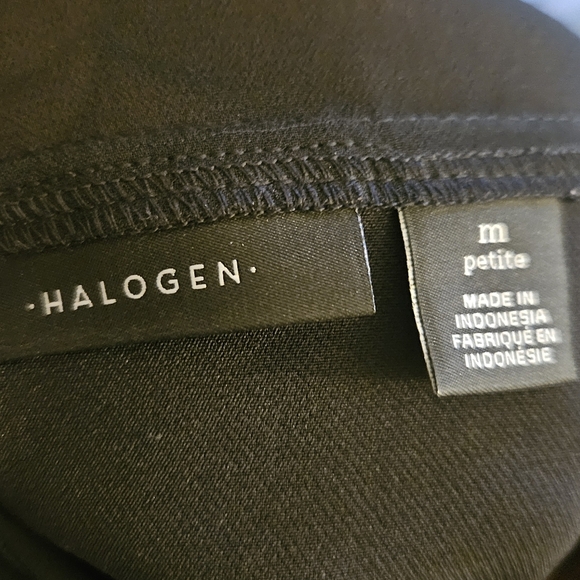 ·HALOGEN·
m
petite
MADE IN
INDONESIA
FABRIQUÉ EN
INDONÉSIE